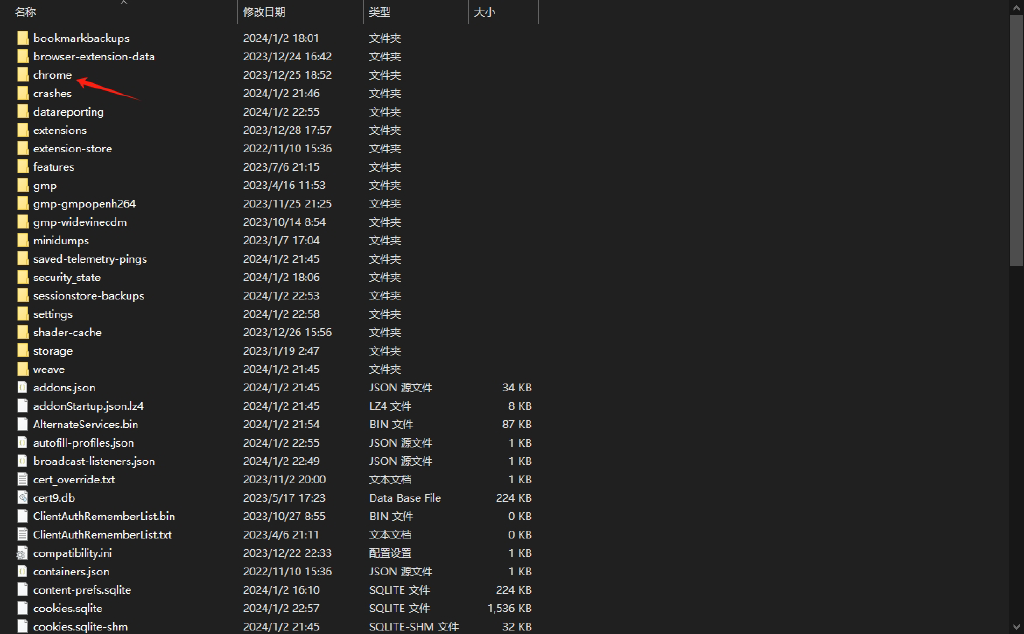 名称 修改日期 类型 大小
bookmarkbackups 2024/1/2 18:01 文件夹
browser-extension-data 2023/12/24 16:42 文件夹
chrome 2023/12/25 18:52 文件夹
crashes 2024/1/2 21:46 文件夹
datareporting 2024/1/2 22:55 文件夹
extensions 2023/12/28 17:57 文件夹
extension-store 2022/11/10 15:36 文件夹
features 2023/7/6 21:15 文件夹
gmp 2023/4/16 11:53 文件夹
gmp-gmpopenh264 2023/11/25 21:25 文件夹
gmp-widevinecdm 2023/10/14 8:54 文件夹
minidumps 2023/1/7 17:04 文件夹
saved-telemetry-pings 2024/1/2 21:45 文件夹
security_state 2024/1/2 18:06 文件夹
sessionstore-backups 2024/1/2 22:53 文件夹
settings 2024/1/2 22:58 文件夹
shader-cache 2023/12/26 15:56 文件夹
storage 2023/1/19 2:47 文件夹
weave 2024/1/2 21:45 文件夹
addons.json 2024/1/2 21:45 JSON 源文件 34 KB
addonStartup.json.lz4 2024/1/2 21:45 LZ4 文件 8 KB
AlternateServices.bin 2024/1/2 21:54 BIN 文件 87 KB
autofill-profiles.json 2024/1/2 22:55 JSON 源文件 1 KB
broadcast-listeners.json 2024/1/2 22:49 JSON 源文件 1 KB
cert_override.txt 2023/11/2 20:00 文本文档 1 KB
cert9.db 2023/5/17 17:23 Data Base File 224 KB
ClientAuthRememberList.bin 2023/10/27 8:55 BIN 文件 0 KB
ClientAuthRememberList.txt 2023/4/6 21:11 文本文档 0 KB
compatibility.ini 2023/12/22 22:33 配置设置 1 KB
containers.json 2022/11/10 15:36 JSON 源文件 1 KB
content-prefs.sqlite 2024/1/2 16:10 SQLITE 文件 224 KB
cookies.sqlite 2024/1/2 22:57 SQLITE 文件 1,536 KB
cookies.sqlite-shm 2024/1/2 21:45 SQLITE-SHM 文件 32 KB